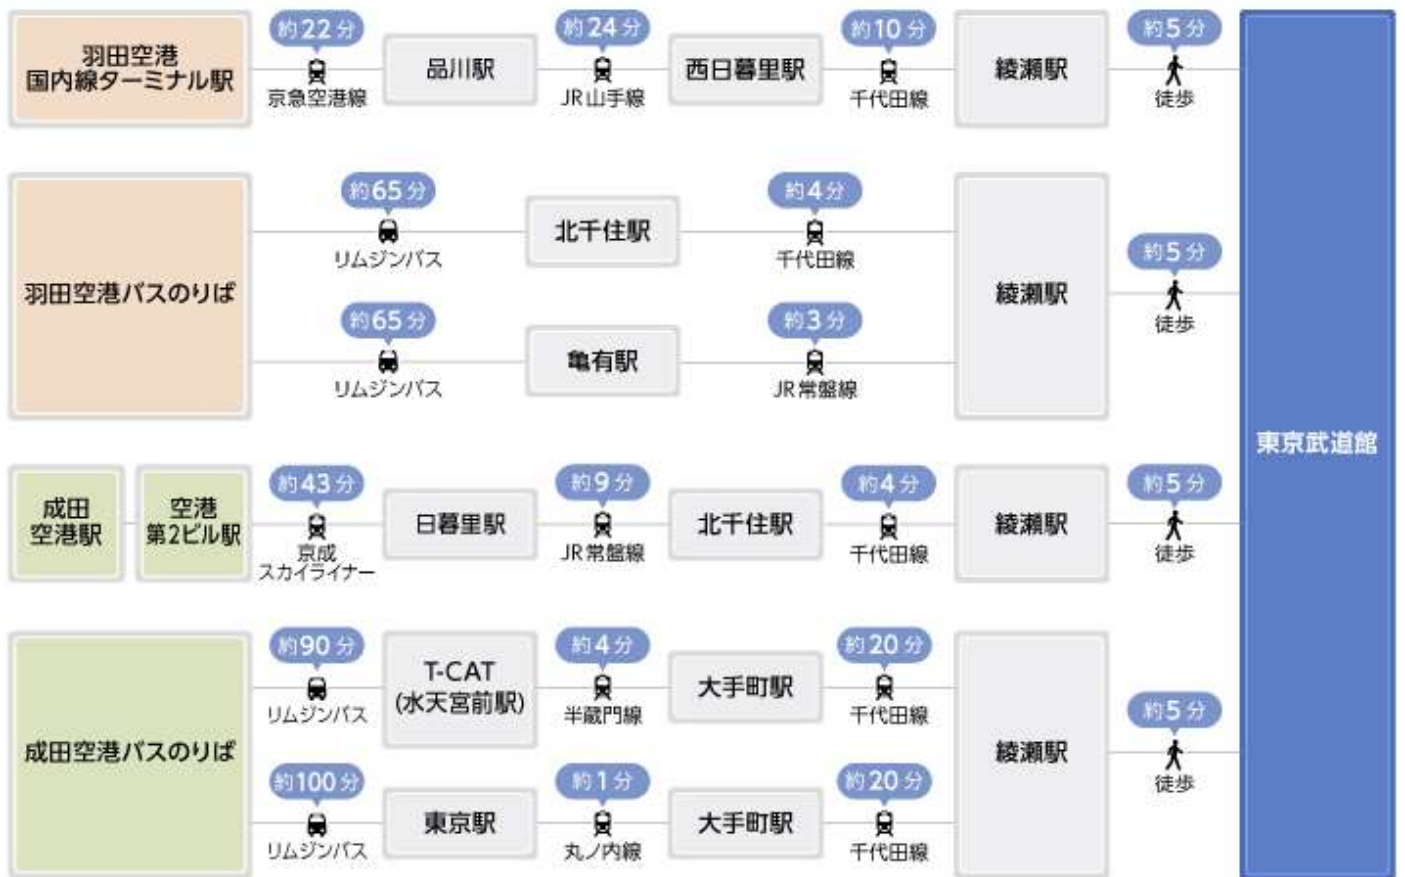 羽田空港
国内線ターミナル駅
約22分
京急空港線
品川駅
約24分
JR山手線
西日暮里駅
約10分
千代田線
綾瀬駅
約5分
徒歩
羽田空港バスのりば
約65分
リムジンバス
北千住駅
約4分
千代田線
約65分
リムジンバス
亀有駅
約3分
JR常盤線
綾瀬駅
約5分
徒歩
東京武道館
成田
空港駅
空港
第2ビル駅
約43分
京成
スカイライナー
日暮里駅
約9分
JR常盤線
北千住駅
約4分
千代田線
綾瀬駅
約5分
徒歩
成田空港バスのりば
約90分
リムジンバス
T-CAT
(水天宮前駅)
約4分
半蔵門線
大手町駅
約20分
千代田線
約100分
リムジンバス
東京駅
約1分
丸ノ内線
大手町駅
約20分
千代田線
綾瀬駅
約5分
徒歩